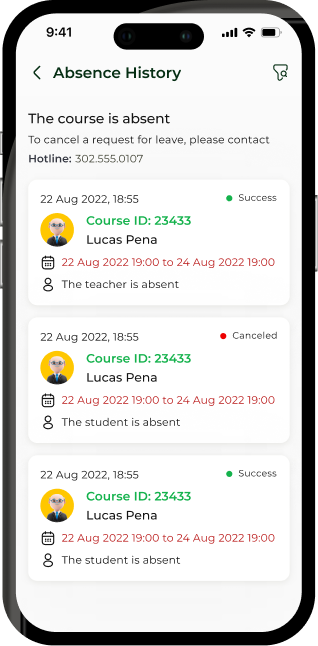 9:41
Absence History
The course is absent
To cancel a request for leave, please contact
Hotline: 302.555.0107
22 Aug 2022, 18:55
Success
Course ID: 23433
Lucas Pena
22 Aug 2022 19:00 to 24 Aug 2022 19:00
The teacher is absent
22 Aug 2022, 18:55
Canceled
Course ID: 23433
Lucas Pena
22 Aug 2022 19:00 to 24 Aug 2022 19:00
The student is absent
22 Aug 2022, 18:55
Success
Course ID: 23433
Lucas Pena
22 Aug 2022 19:00 to 24 Aug 2022 19:00
The student is absent